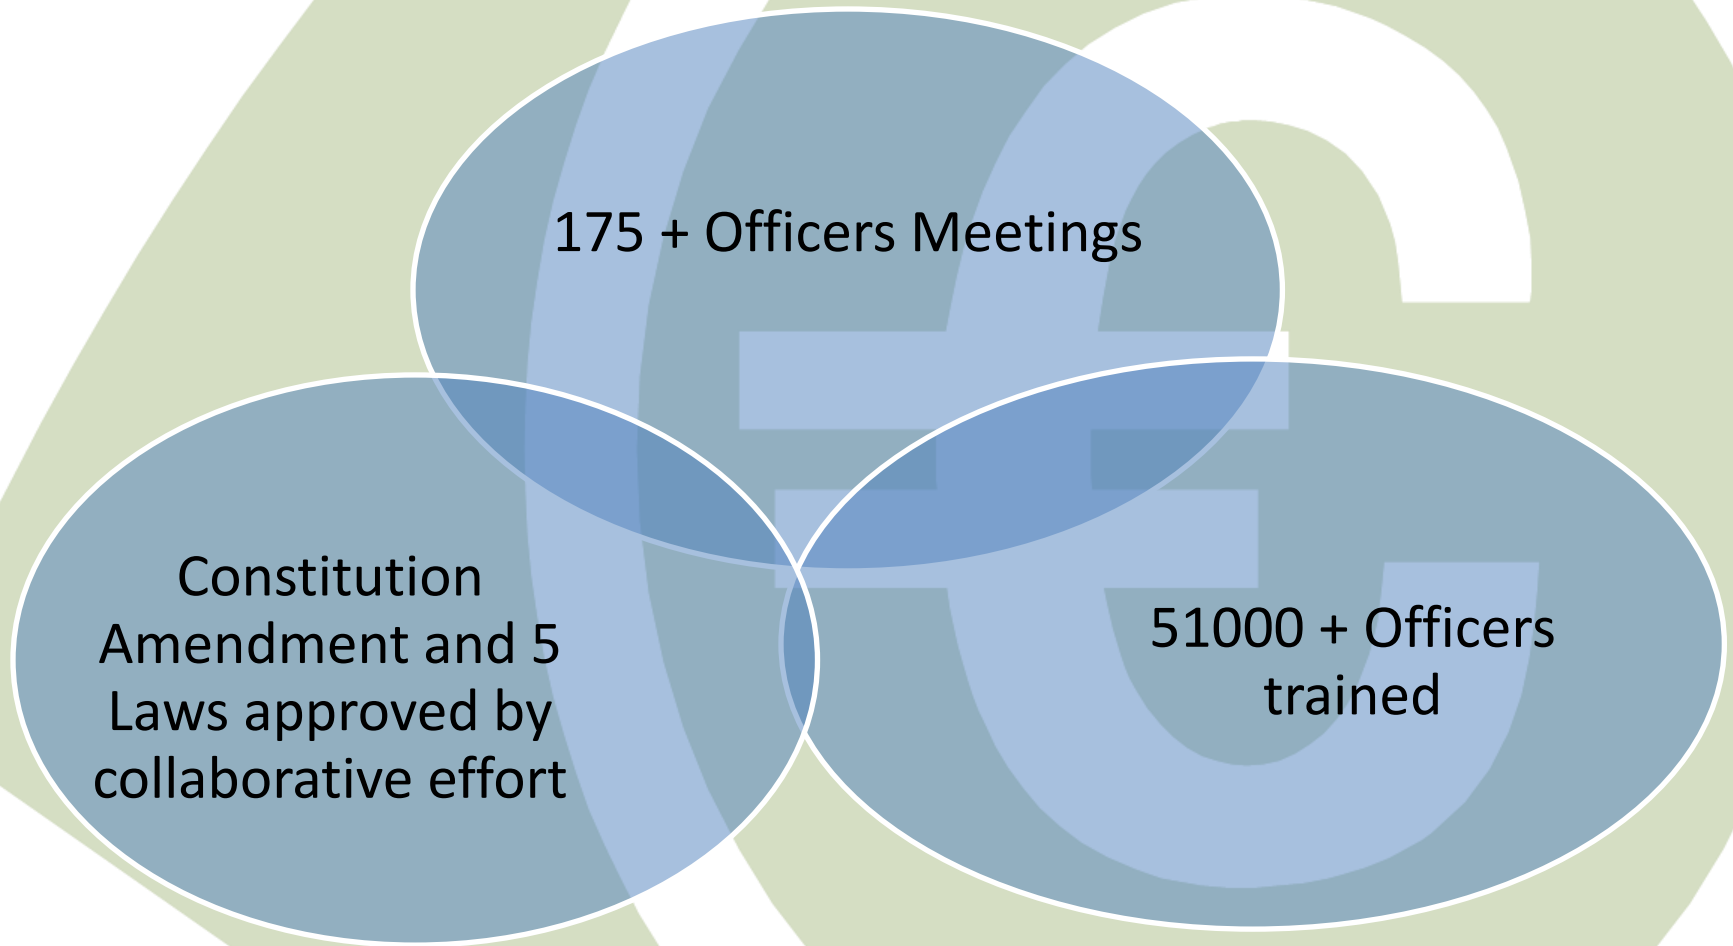 175 + Officers Meetings
Constitution
Amendment and 5
Laws approved by
collaborative effort
51000 + Officers
trained